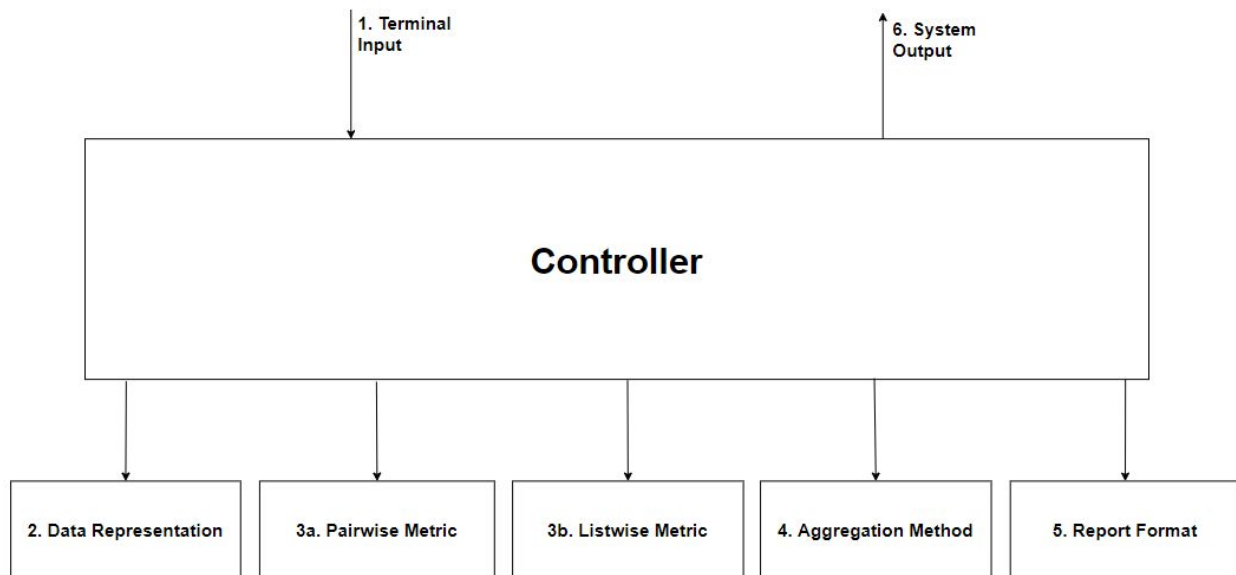 1. Terminal
Input
6. System
Output
Controller
2. Data Representation
3a. Pairwise Metric
3b. Listwise Metric
4. Aggregation Method
5. Report Format